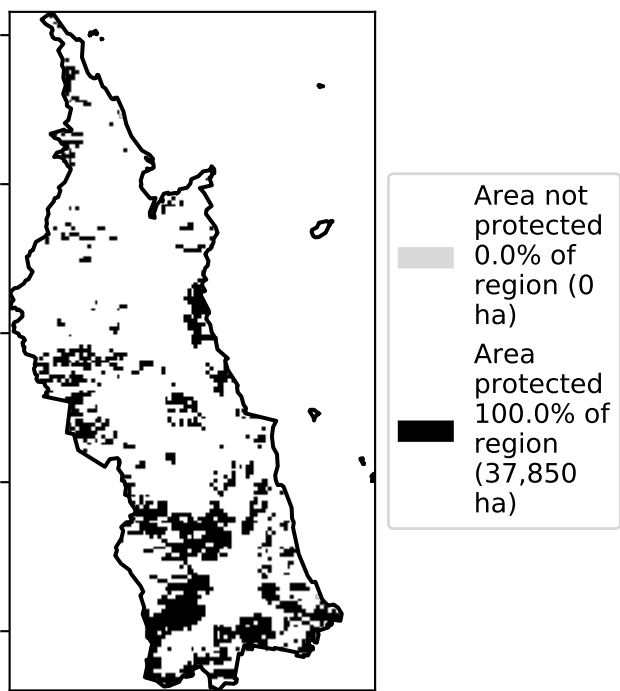 Area not
protected
0.0% of
region (0
ha)
Area
protected
100.0% of
region
(37,850
ha)